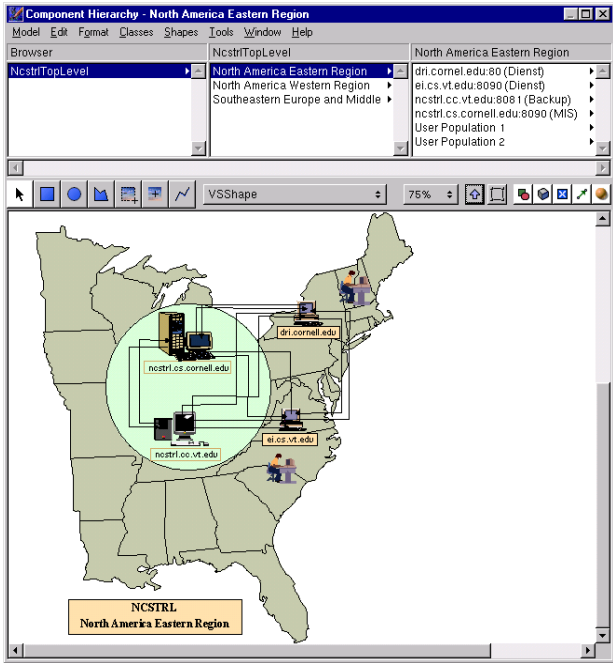 Component Hierarchy - North America Eastern Region
Model Edit Format Classes Shapes Tools Window Help
Browser
NcstrlTopLevel
NcstrlTopLevel
North America Eastern Region
North America Western Region
Southeastern Europe and Middle
North America Eastern Region
dri.cornel.edu:80 (Dienst)
ei.cs.vt.edu:8090 (Dienst)
ncstrl.cc.vt.edu:8081 (Backup)
ncstrl.cs.cornell.edu:8090 (MIS)
User Population 1
User Population 2
VSShape
75%
dri.cornell.edu
ncstrl.cs.cornell.edu
ei.cs.vt.edu
ncstrl.cc.vt.edu
NCSTRL
North America Eastern Region